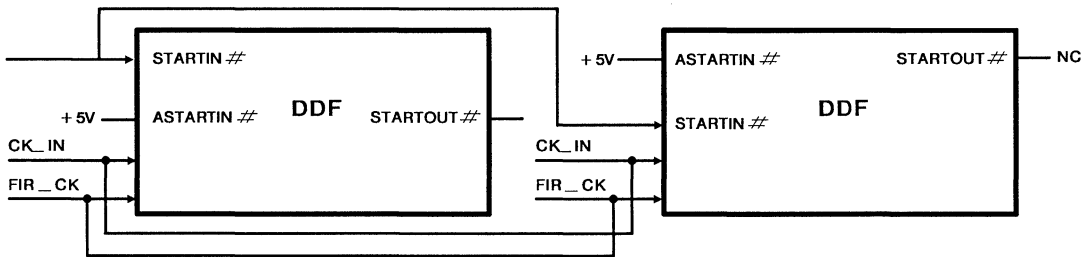 STARTIN #
+5V ASTARTIN #
DDF
STARTOUT #
CK_IN
FIR_CK
+5V ASTARTIN #
STARTOUT # NC
DDF
STARTIN #
CK_IN
FIR_CK